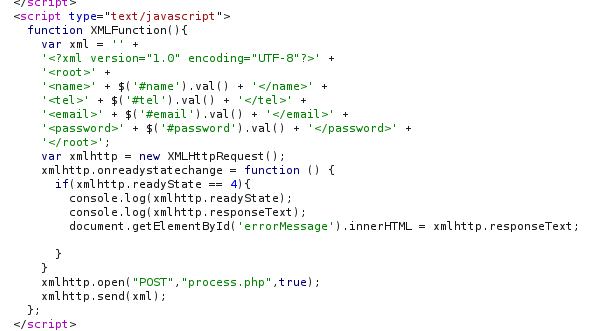 </script>
<script type="text/javascript">
function XMLFunction(){
var xml = '' +
'<?xml version="1.0" encoding="UTF-8"?>' +
'<root>' +
'<name>' + $('#name').val() + '</name>' +
'<tel>' + $('#tel').val() + '</tel>' +
'<email>' + $('#email').val() + '</email>' +
'<password>' + $('#password').val() + '</password>' +
'</root>';
var xmlhttp = new XMLHttpRequest();
xmlhttp.onreadystatechange = function () {
if(xmlhttp.readyState == 4){
console.log(xmlhttp.readyState);
console.log(xmlhttp.responseText);
document.getElementById('errorMessage').innerHTML = xmlhttp.responseText;
}
}
xmlhttp.open("POST","process.php",true);
xmlhttp.send(xml);
};
</script>